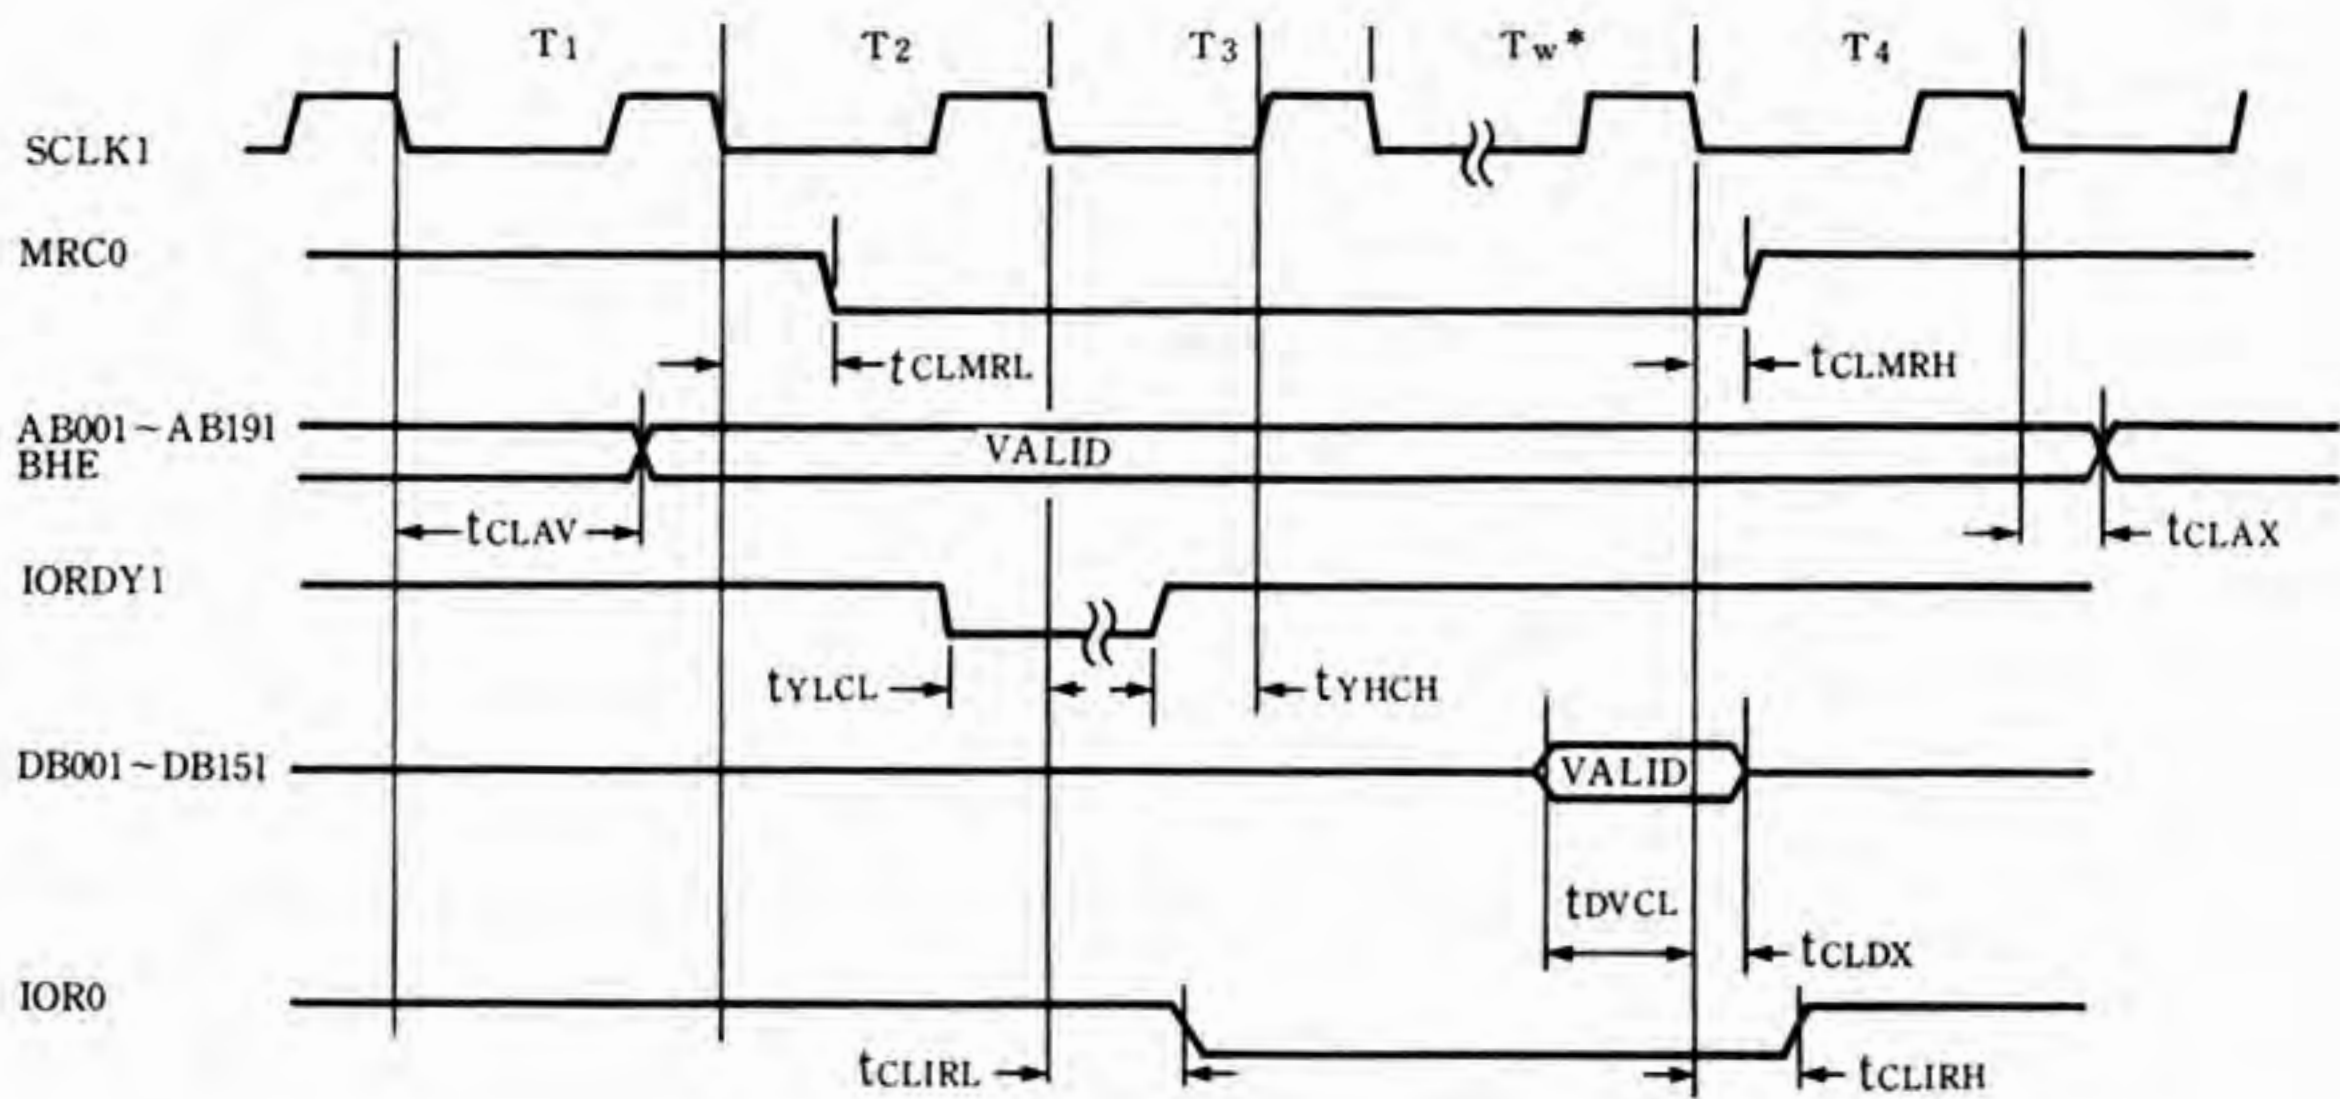 T1 T2 T3 Tw* T4
SCLK1
MRC0
tCLMRL tCLMRH
AB001~AB191
BHE
VALID
tCLAV tCLAX
IORDY1
tYLCL tYHCH
DB001~DB151
VALID
tDVCL
tCLDX
IOR0
tCLIRL tCLIRH